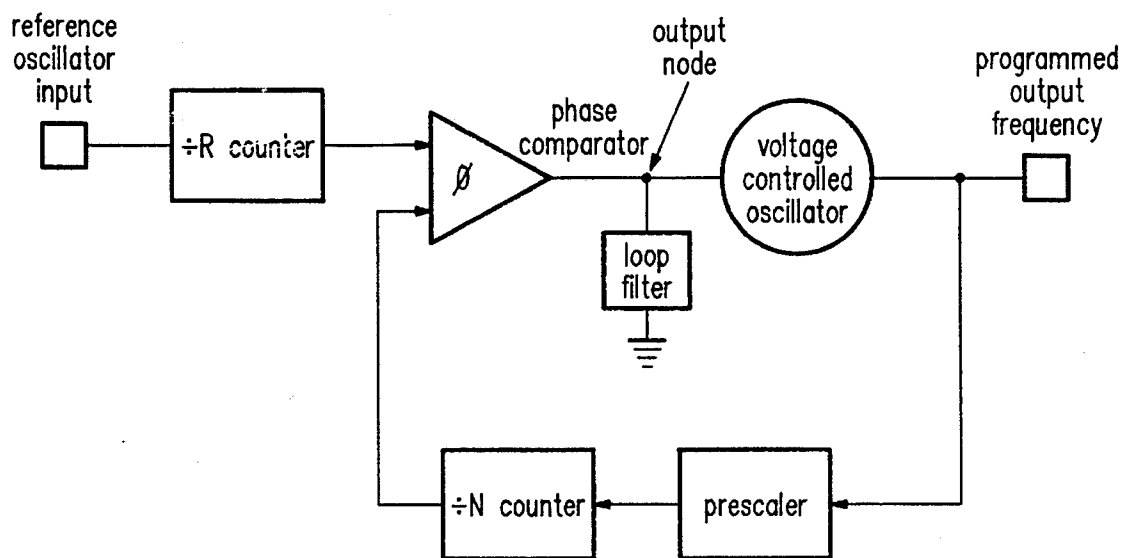 reference
oscillator
input
÷R counter
ø
phase
comparator
output
node
voltage
controlled
oscillator
programmed
output
frequency
loop
filter
÷N counter
prescaler